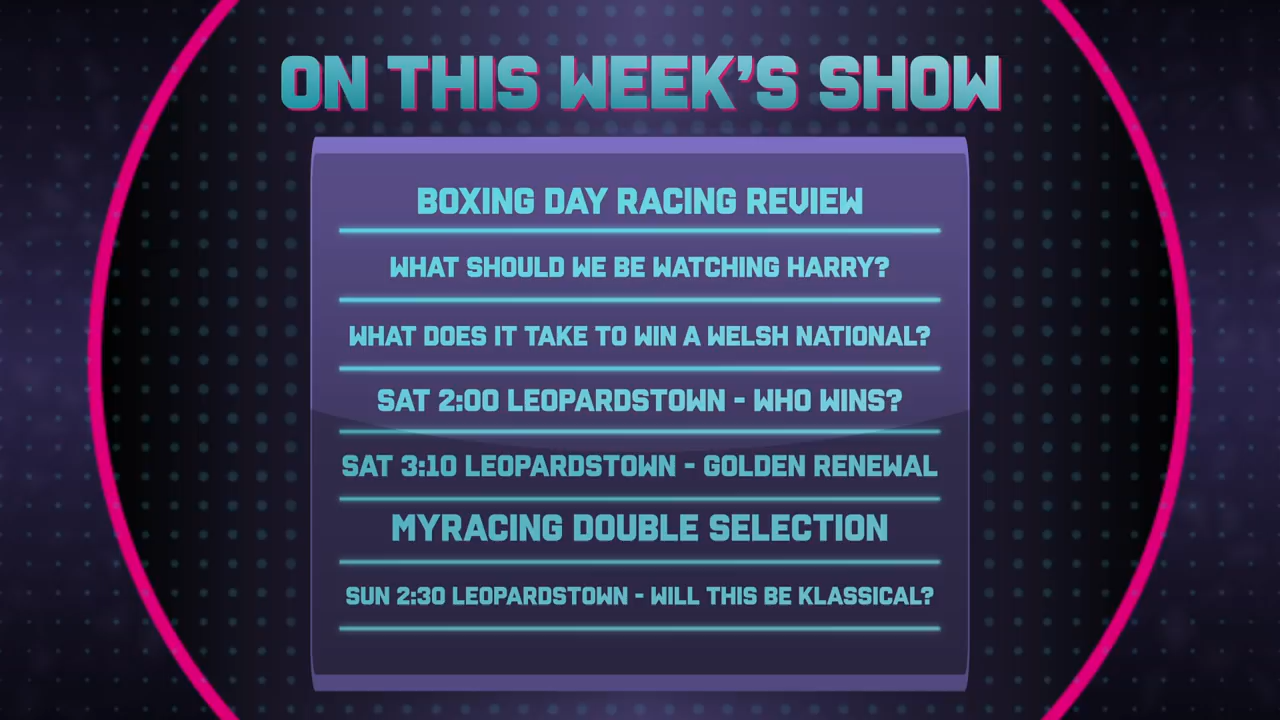 ON THIS WEEK'S SHOW
BOXING DAY RACING REVIEW
WHAT SHOULD WE BE WATCHING HARRY?
WHAT DOES IT TAKE TO WIN A WELSH NATIONAL?
SAT 2:00 LEOPARDSTOWN - WHO WINS?
SAT 3:10 LEOPARDSTOWN - GOLDEN RENEWAL
MYRACING DOUBLE SELECTION
SUN 2:30 LEOPARDSTOWN - WILL THIS BE KLASSICAL?